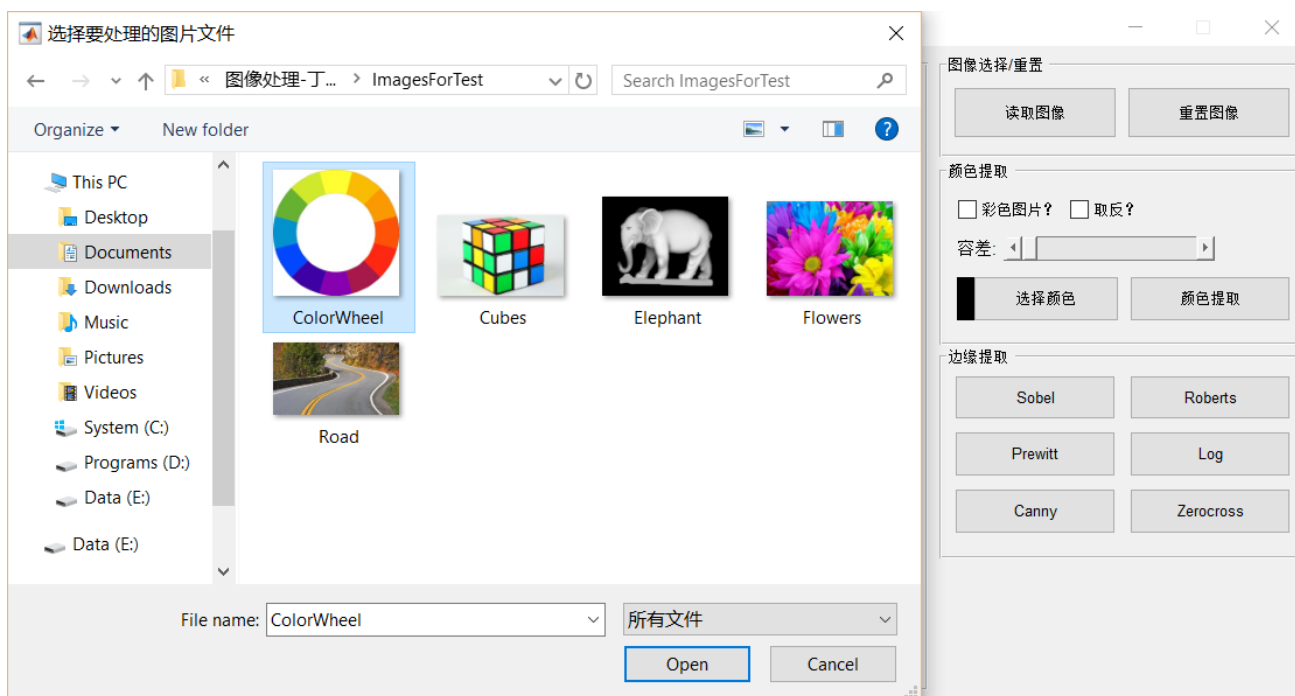 选择要处理的图片文件
« 图像处理-丁... > ImagesForTest
Search ImagesForTest
Organize
New folder
This PC
Desktop
Documents
Downloads
Music
Pictures
Videos
System (C:)
Programs (D:)
Data (E:)
Data (E:)
ColorWheel
Cubes
Elephant
Flowers
Road
File name: ColorWheel
所有文件
Open
Cancel
图像选择/重置
读取图像
重置图像
颜色提取
彩色图片?
取反?
容差:
选择颜色
颜色提取
边缘提取
Sobel
Roberts
Prewitt
Log
Canny
Zerocross